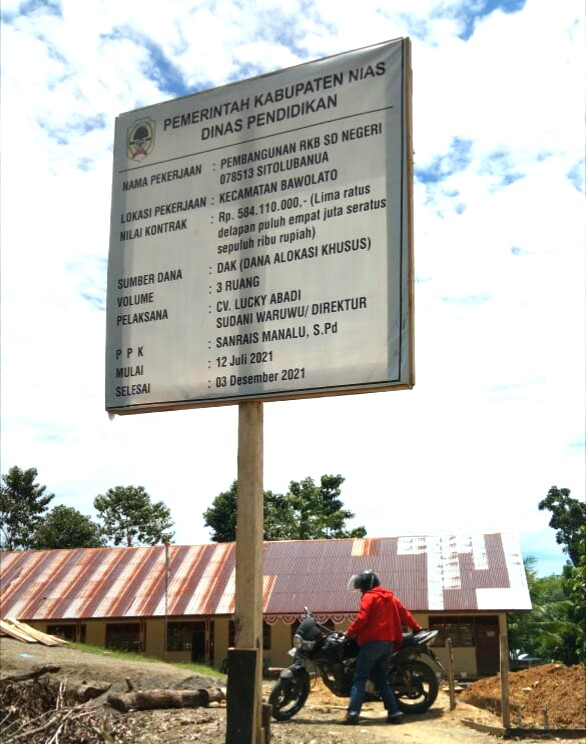 PEMERINTAH KABUPATEN NIAS
DINAS PENDIDIKAN
NAMA PEKERJAAN : PEMBANGUNAN RKB SD NEGERI
078513 SITOLUBANUA
LOKASI PEKERJAAN : KECAMATAN BAWOLATO
NILAI KONTRAK : Rp. 584.110.000,- (Lima ratus
delapan puluh empat juta seratus
sepuluh ribu rupiah)
SUMBER DANA : DAK (DANA ALOKASI KHUSUS)
VOLUME : 3 RUANG
PELAKSANA : CV. LUCKY ABADI
SUDANI WARUWU/ DIREKTUR
P P K : SANRAIS MANALU, S.Pd
MULAI : 12 Juli 2021
SELESAI : 03 Desember 2021